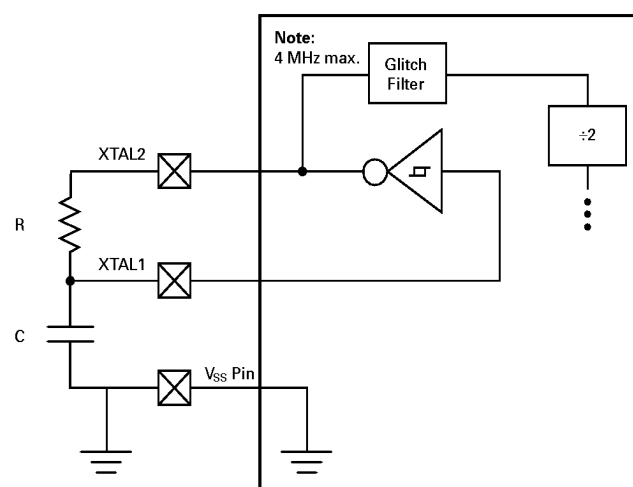 Note:
4 MHz max.
Glitch
Filter
÷2
XTAL2
R
XTAL1
C
VSS Pin